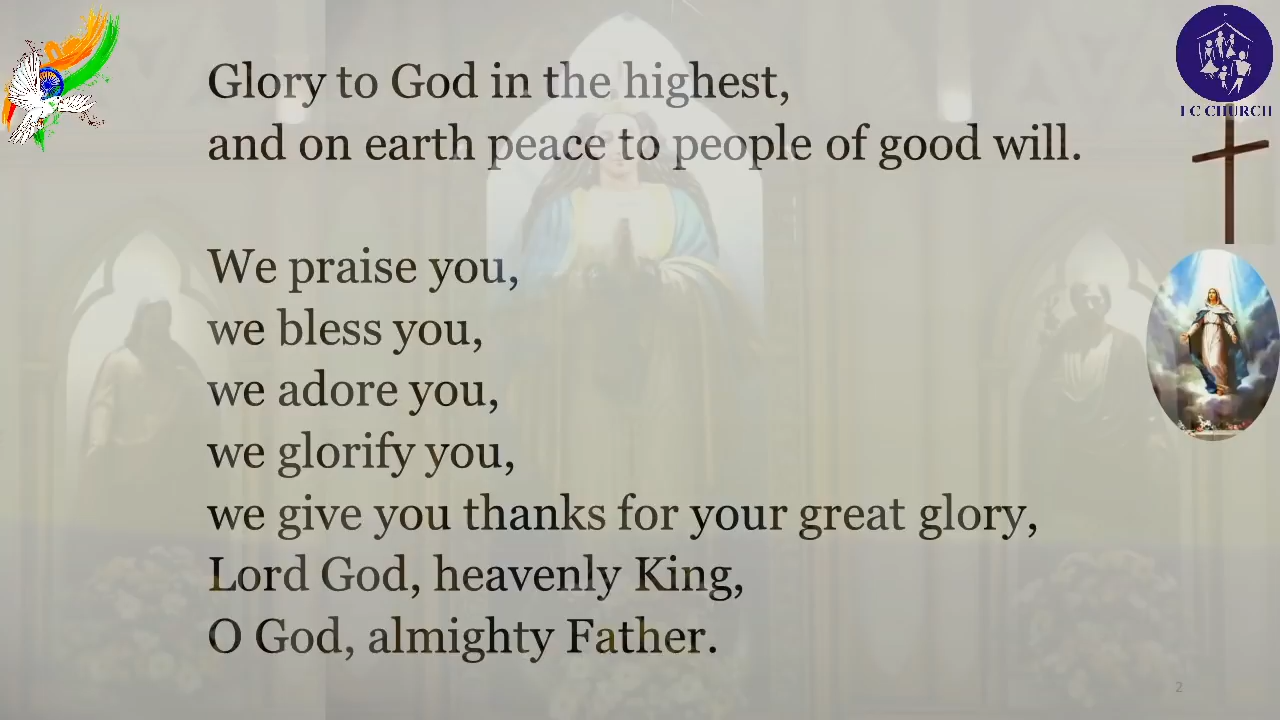 Glory to God in the highest,
and on earth peace to people of good will.
We praise you,
we bless you,
we adore you,
we glorify you,
we give you thanks for your great glory,
Lord God, heavenly King,
O God, almighty Father.
I C CHURCH
2